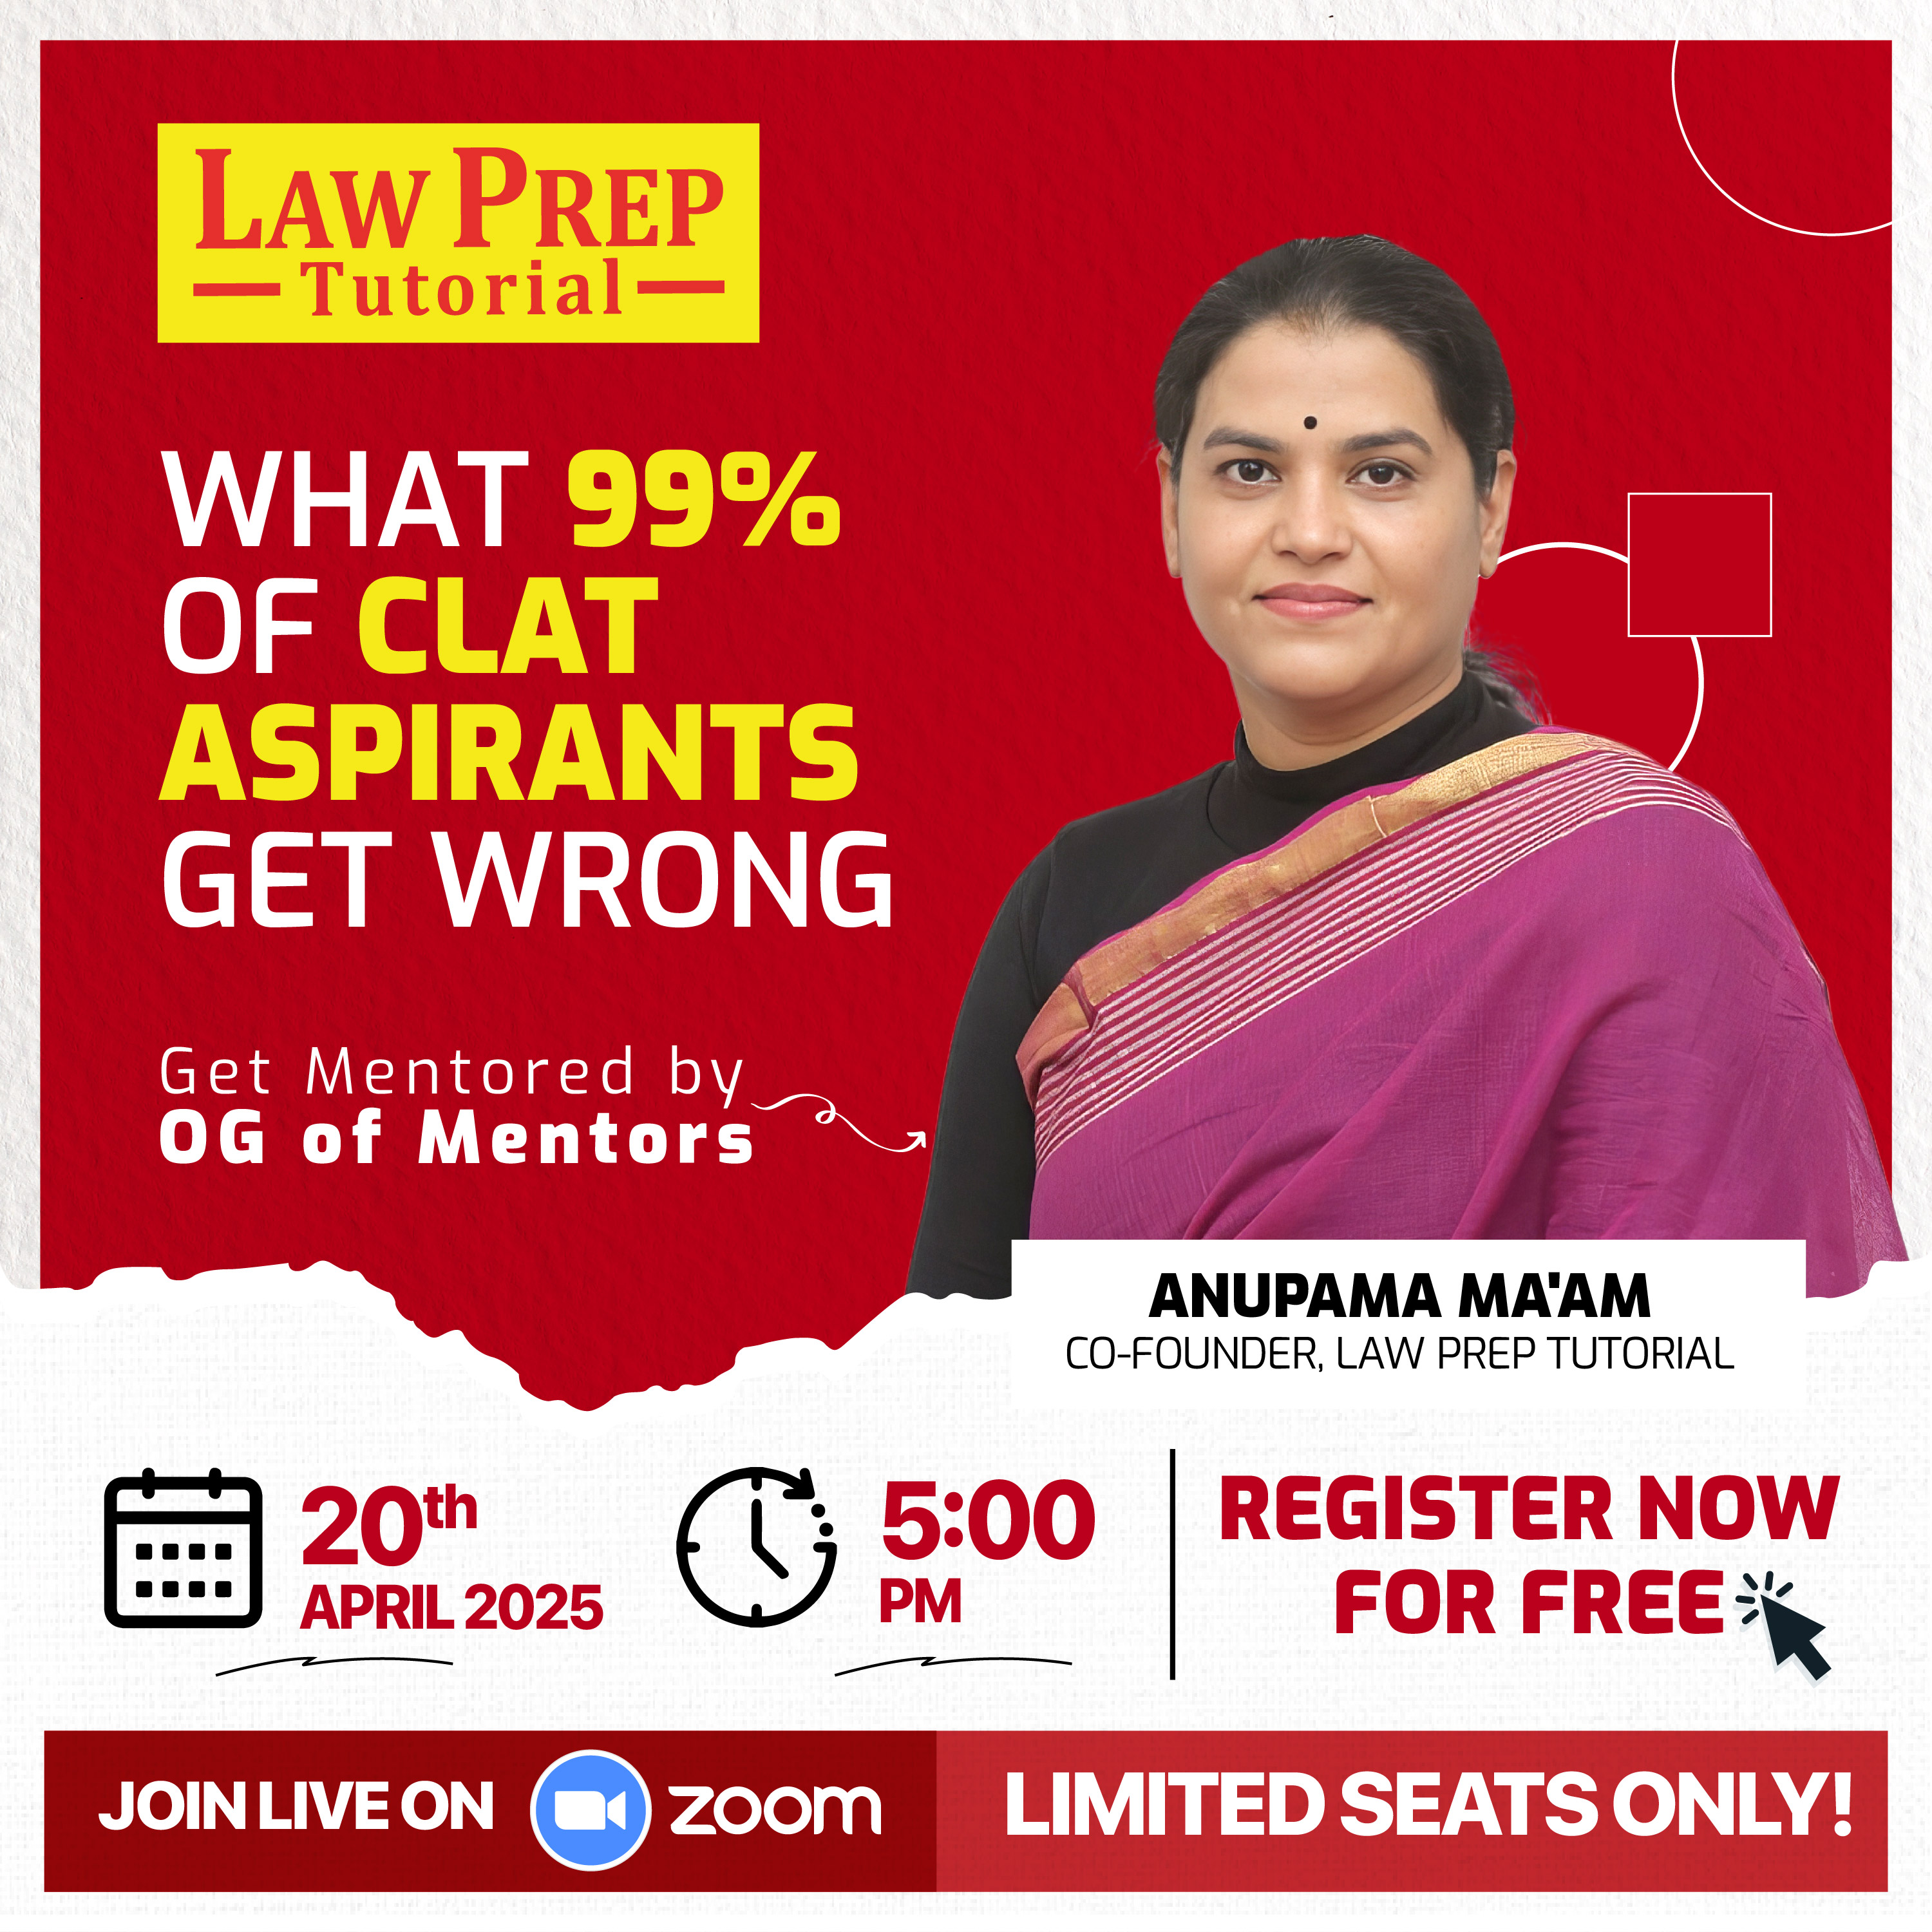 LAW PREP
Tutorial
WHAT 99%
OF CLAT
ASPIRANTS
GET WRONG
Get Mentored by
OG of Mentors
ANUPAMA MA'AM
CO-FOUNDER, LAW PREP TUTORIAL
20th
APRIL 2025
5:00
PM
REGISTER NOW
FOR FREE
JOIN LIVE ON zoom
LIMITED SEATS ONLY!